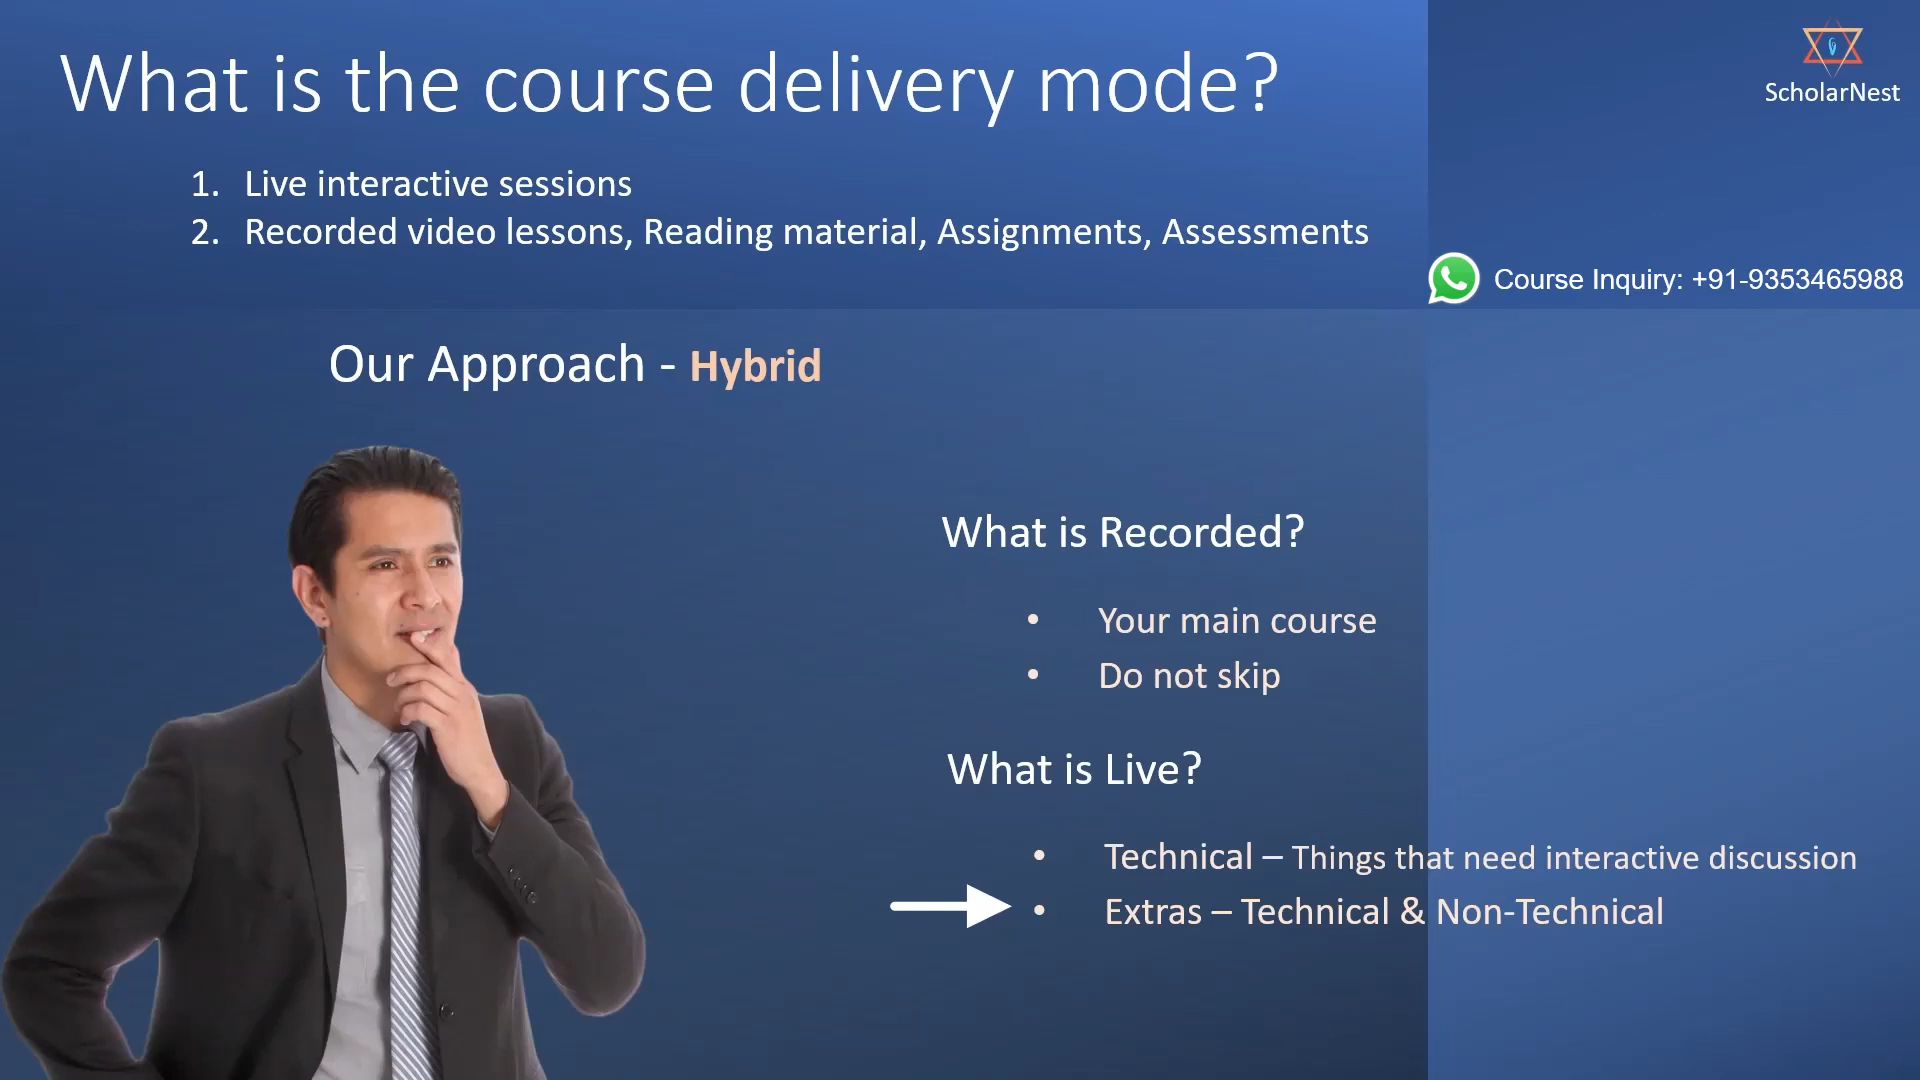 What is the course delivery mode?
ScholarNest
1. Live interactive sessions
2. Recorded video lessons, Reading material, Assignments, Assessments
Course Inquiry: +91-9353465988
Our Approach - Hybrid
What is Recorded?
• Your main course
• Do not skip
What is Live?
• Technical – Things that need interactive discussion
• Extras – Technical & Non-Technical